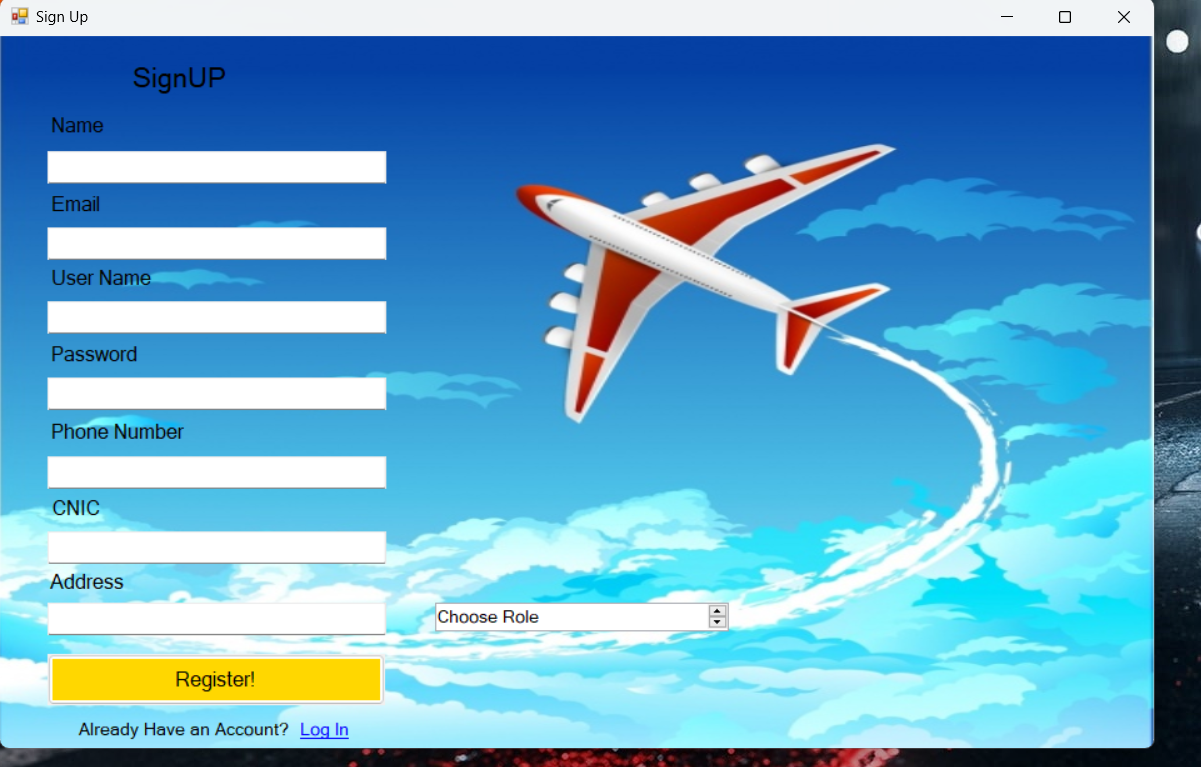 Sign Up
SignUP
Name
Email
User Name
Password
Phone Number
CNIC
Address
Choose Role
Register!
Already Have an Account? Log In